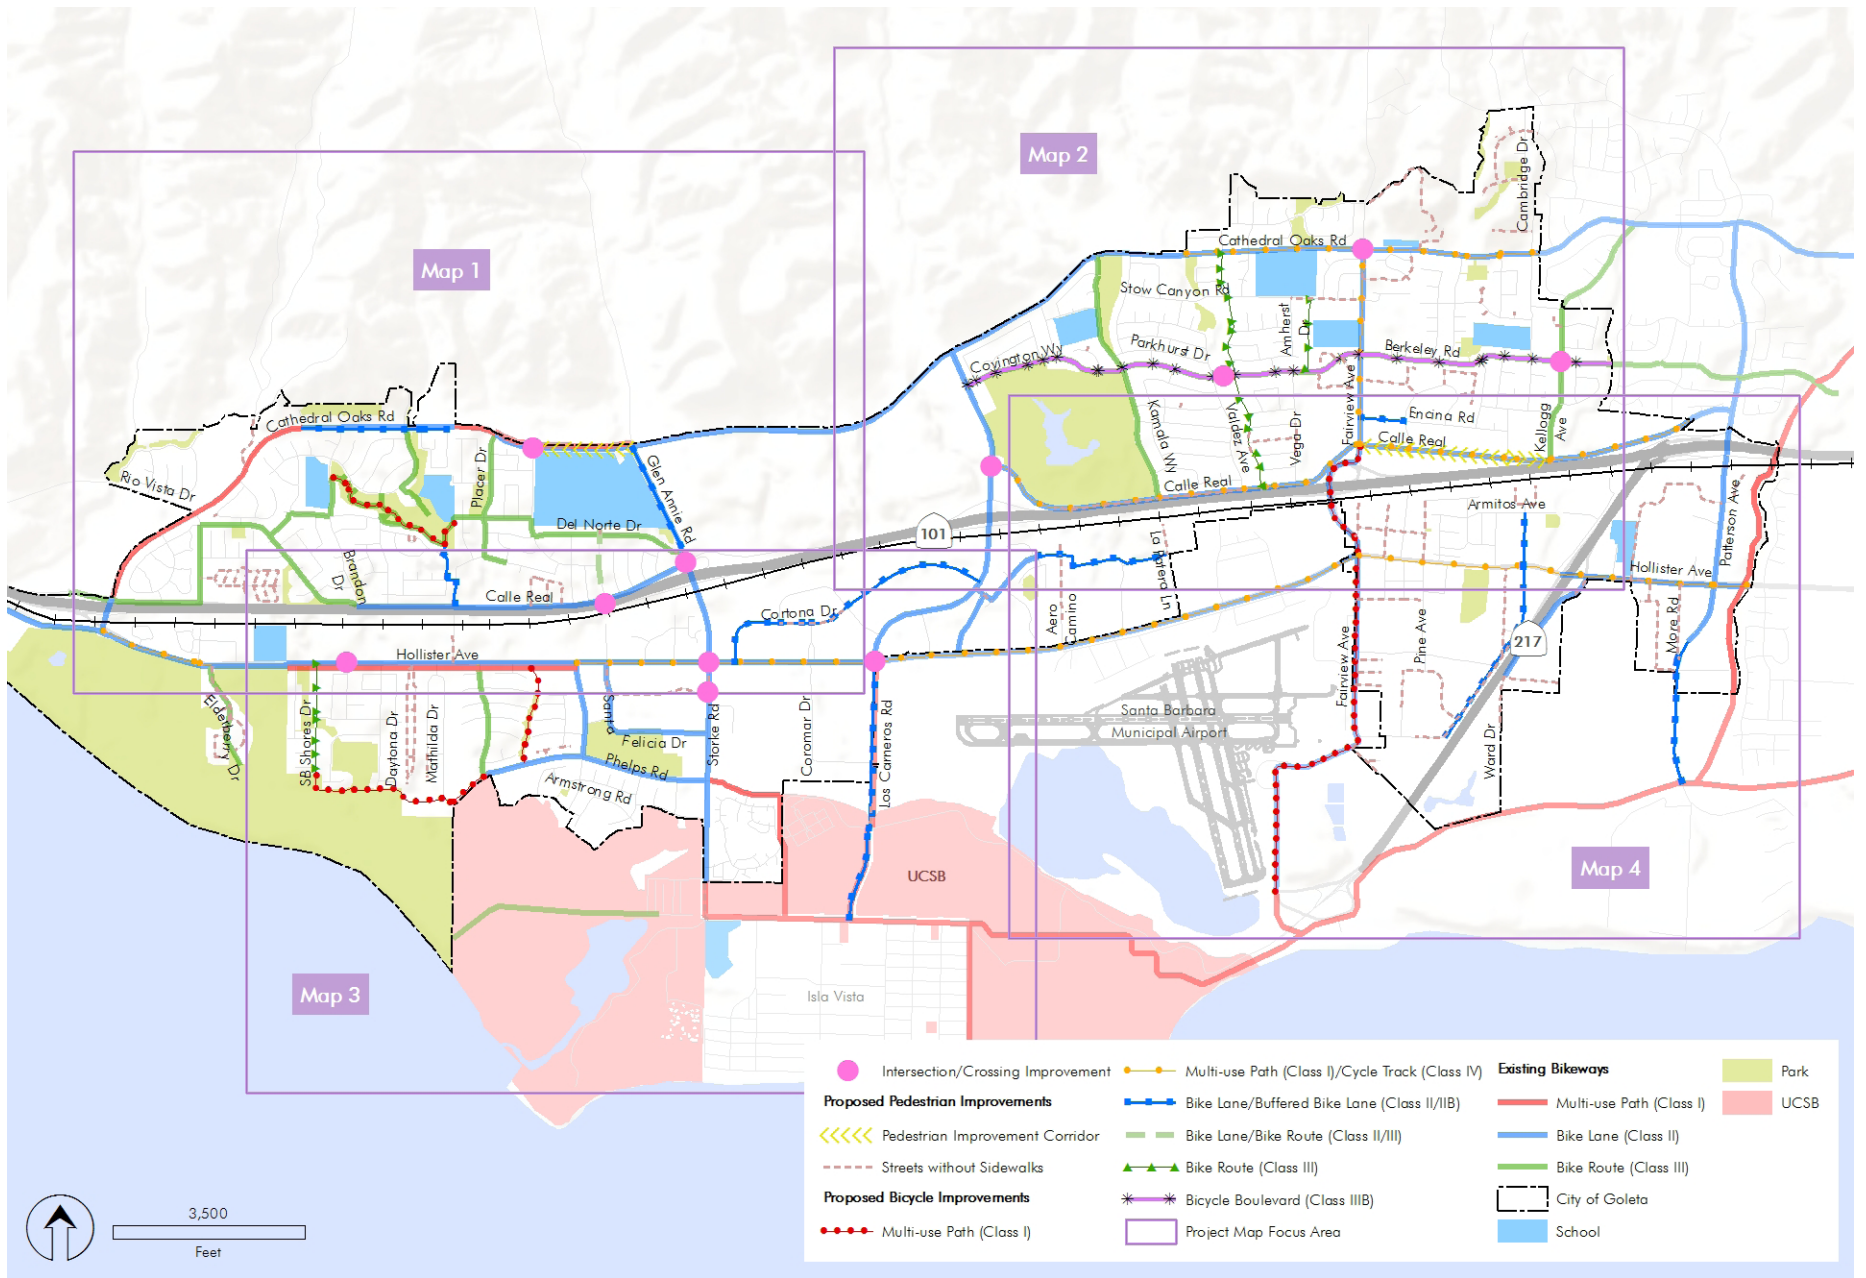 Map 2
Cambridge Dr
Cathedral Oaks Rd
Map 1
Stow Canyon Rd
Amherst
Dr
Parkhurst Dr
Berkeley Rd
Covington Wy
Fairview Ave
Cathedral Oaks Rd
Kamala Wy
Valdez Ave
Vega Dr
Encina Rd
Kellogg
Ave
Calle Real
Placer Dr
Glen Annie Rd
Rio Vista Dr
Calle Real
Patterson Ave
Armitos Ave
Del Norte Dr
101
La Patera Ln
Brandon
Dr
Hollister Ave
Calle Real
Cortona Dr
Aero
Camino
Pine Ave
More Rd
217
Hollister Ave
Fairview Ave
Elderberry Dr
SB Shores Dr
Daytona Dr
Mathilda Dr
Santa
Felicia Dr
Storke Rd
Coromar Dr
Los Carneros Rd
Santa Barbara
Municipal Airport
Ward Dr
Phelps Rd
Armstrong Rd
Map 4
UCSB
Map 3
Isla Vista
Intersection/Crossing Improvement
Proposed Pedestrian Improvements
Pedestrian Improvement Corridor
Streets without Sidewalks
Proposed Bicycle Improvements
Multi-use Path (Class I)
Multi-use Path (Class I)/Cycle Track (Class IV)
Bike Lane/Buffered Bike Lane (Class II/IIB)
Bike Lane/Bike Route (Class II/III)
Bike Route (Class III)
Bicycle Boulevard (Class IIIB)
Project Map Focus Area
Existing Bikeways
Multi-use Path (Class I)
Bike Lane (Class II)
Bike Route (Class III)
City of Goleta
School
Park
UCSB
3,500
Feet